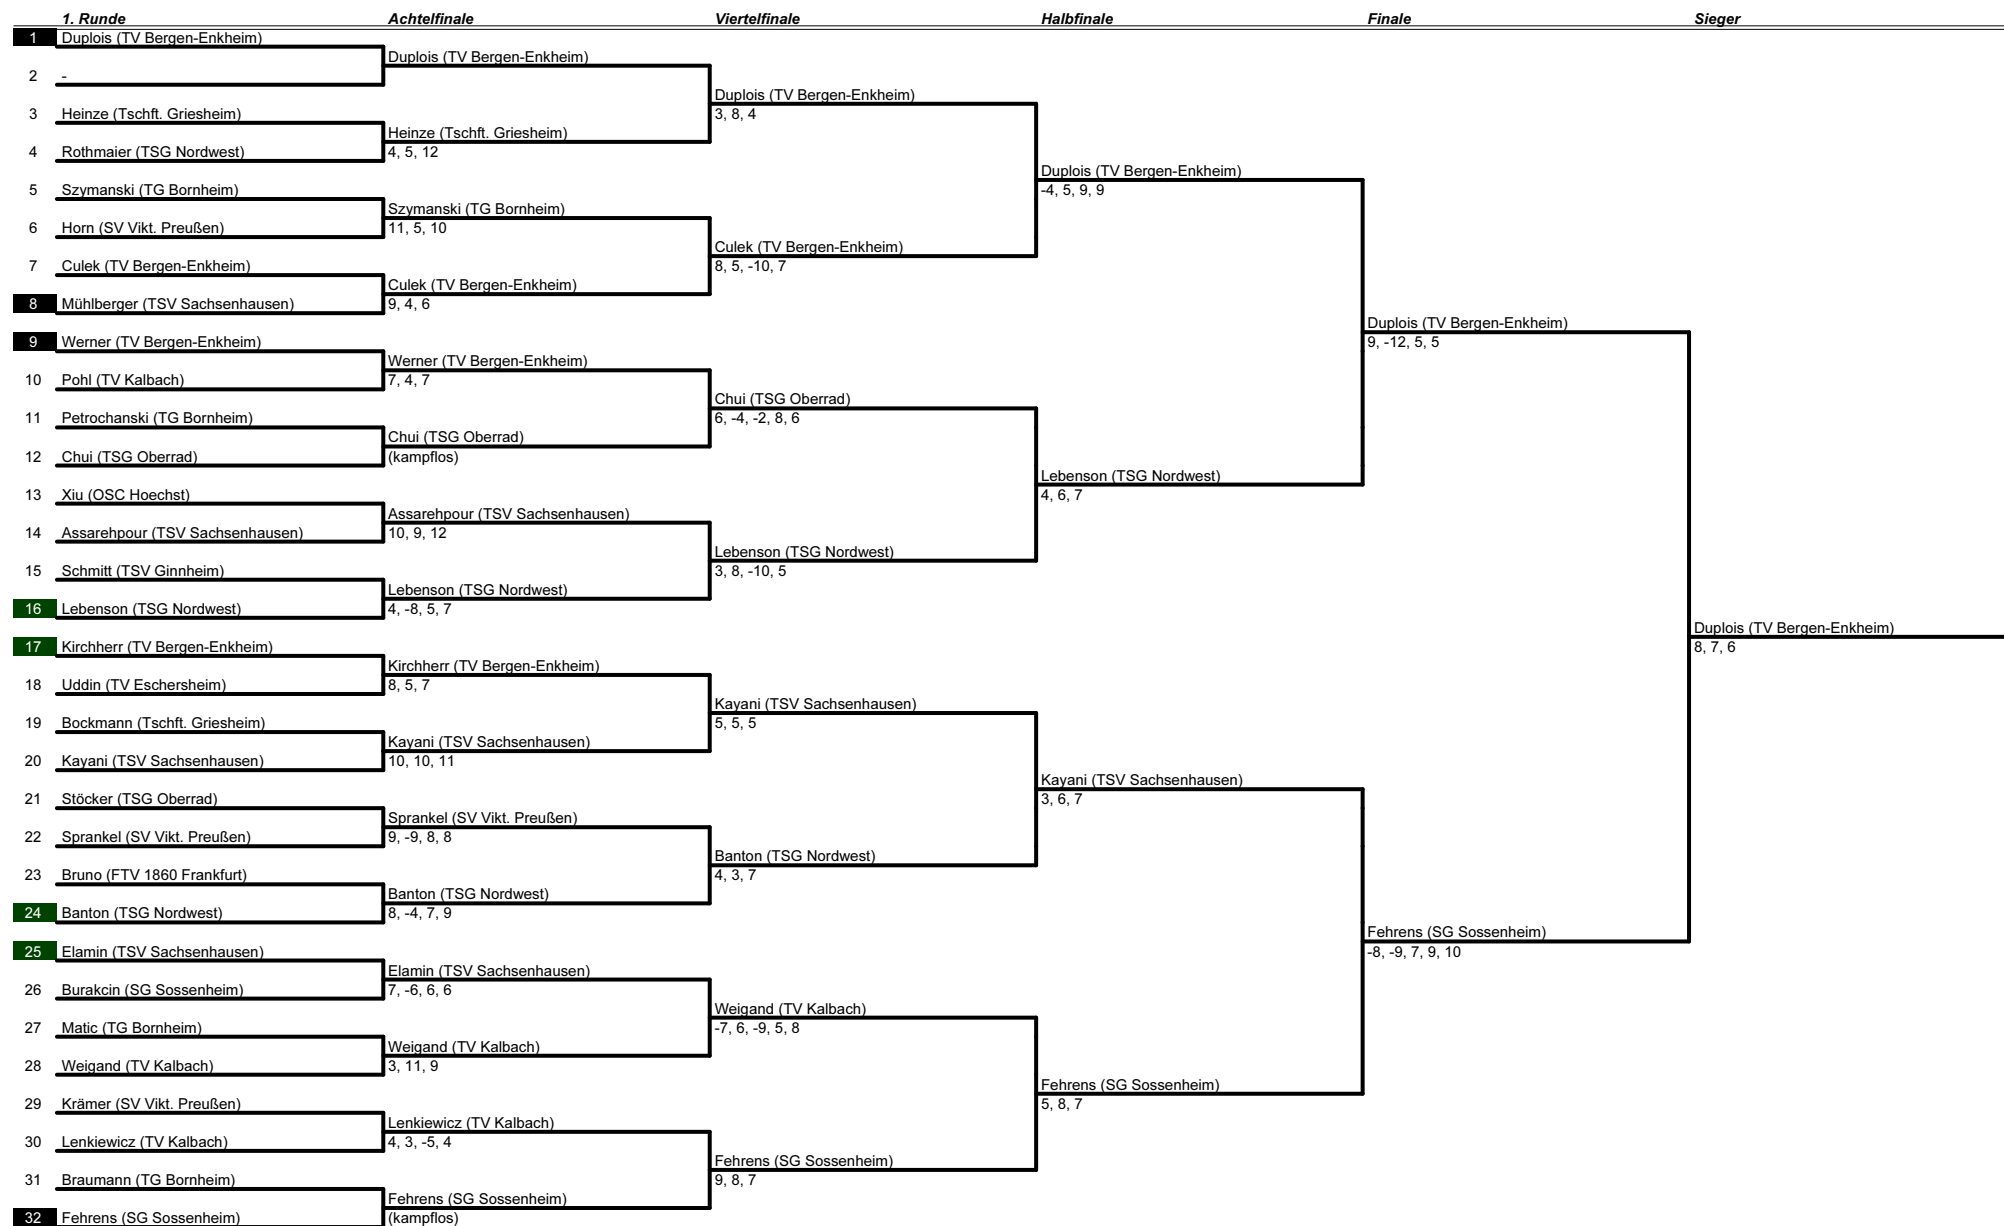 1. Runde Achtelfinale Viertelfinale Halbfinale Finale Sieger
1 Duplois (TV Bergen-Enkheim)
Duplois (TV Bergen-Enkheim)
2 -
Duplois (TV Bergen-Enkheim)
3, 8, 4
3 Heinze (Tschft. Griesheim)
Heinze (Tschft. Griesheim)
4, 5, 12
4 Rothmaier (TSG Nordwest)
Duplois (TV Bergen-Enkheim)
-4, 5, 9, 9
5 Szymanski (TG Bornheim)
Szymanski (TG Bornheim)
11, 5, 10
6 Horn (SV Vikt. Preußen)
Culek (TV Bergen-Enkheim)
8, 5, -10, 7
7 Culek (TV Bergen-Enkheim)
Culek (TV Bergen-Enkheim)
9, 4, 6
8 Mühlberger (TSV Sachsenhausen)
Duplois (TV Bergen-Enkheim)
9, -12, 5, 5
9 Werner (TV Bergen-Enkheim)
Werner (TV Bergen-Enkheim)
7, 4, 7
10 Pohl (TV Kalbach)
Chui (TSG Oberrad)
6, -4, -2, 8, 6
11 Petrochanski (TG Bornheim)
Chui (TSG Oberrad)
(kampflos)
12 Chui (TSG Oberrad)
Lebenson (TSG Nordwest)
4, 6, 7
13 Xiu (OSC Hoechst)
Assarehpour (TSV Sachsenhausen)
10, 9, 12
14 Assarehpour (TSV Sachsenhausen)
Lebenson (TSG Nordwest)
3, 8, -10, 5
15 Schmitt (TSV Ginnheim)
Lebenson (TSG Nordwest)
4, -8, 5, 7
16 Lebenson (TSG Nordwest)
Duplois (TV Bergen-Enkheim)
8, 7, 6
17 Kirchherr (TV Bergen-Enkheim)
Kirchherr (TV Bergen-Enkheim)
8, 5, 7
18 Uddin (TV Eschersheim)
Kayani (TSV Sachsenhausen)
5, 5, 5
19 Bockmann (Tschft. Griesheim)
Kayani (TSV Sachsenhausen)
10, 10, 11
20 Kayani (TSV Sachsenhausen)
Kayani (TSV Sachsenhausen)
3, 6, 7
21 Stöcker (TSG Oberrad)
Sprankel (SV Vikt. Preußen)
9, -9, 8, 8
22 Sprankel (SV Vikt. Preußen)
Banton (TSG Nordwest)
4, 3, 7
23 Bruno (FTV 1860 Frankfurt)
Banton (TSG Nordwest)
8, -4, 7, 9
24 Banton (TSG Nordwest)
Fehrens (SG Sossenheim)
-8, -9, 7, 9, 10
25 Elamin (TSV Sachsenhausen)
Elamin (TSV Sachsenhausen)
7, -6, 6, 6
26 Burakcin (SG Sossenheim)
Weigand (TV Kalbach)
-7, 6, -9, 5, 8
27 Matic (TG Bornheim)
Weigand (TV Kalbach)
3, 11, 9
28 Weigand (TV Kalbach)
Fehrens (SG Sossenheim)
5, 8, 7
29 Krämer (SV Vikt. Preußen)
Lenkiewicz (TV Kalbach)
4, 3, -5, 4
30 Lenkiewicz (TV Kalbach)
Fehrens (SG Sossenheim)
9, 8, 7
31 Braumann (TG Bornheim)
Fehrens (SG Sossenheim)
(kampflos)
32 Fehrens (SG Sossenheim)